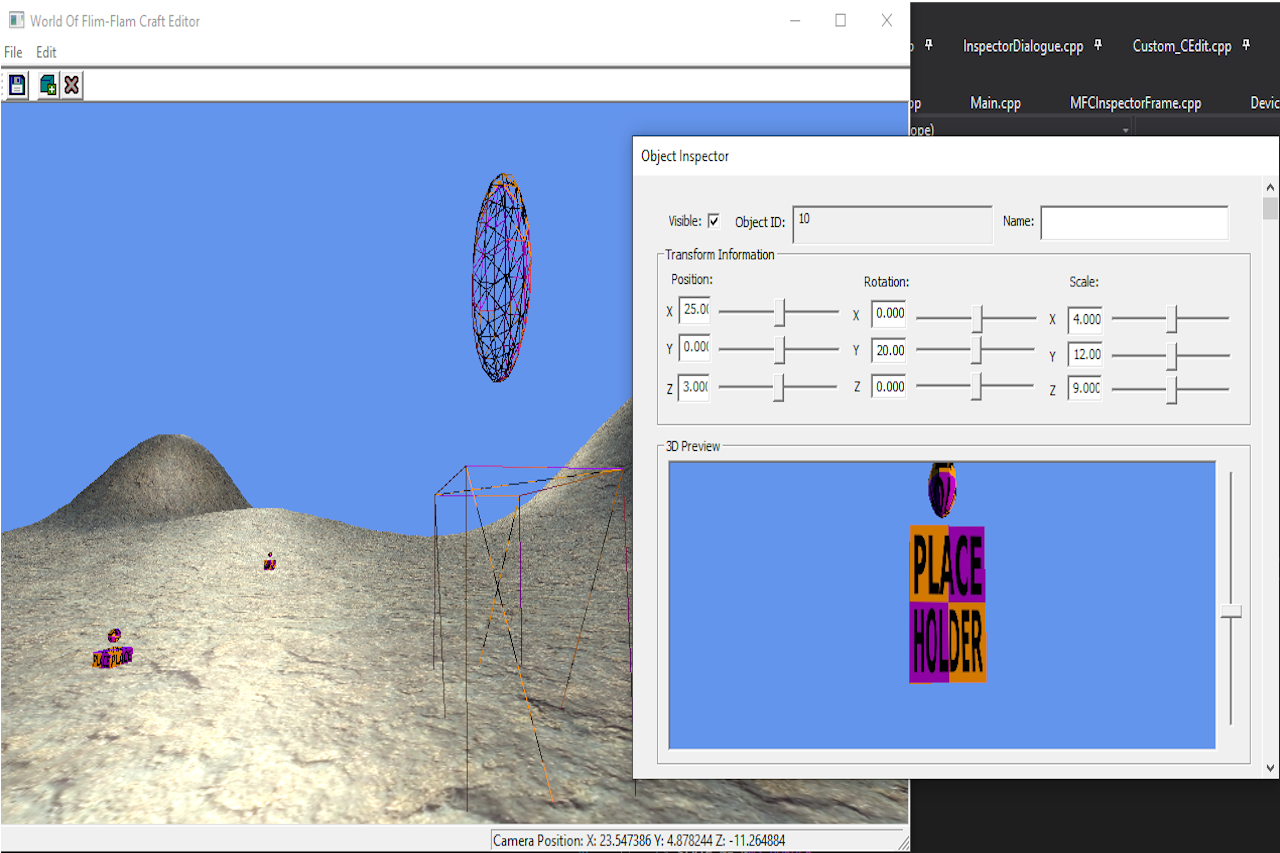 World Of Flim-Flam Craft Editor
File Edit
InspectorDialogue.cpp Custom_CEdit.cpp
Main.cpp MFCInspectorFrame.cpp
Object Inspector
Visible: Object ID: 10 Name:
Transform Information
Position: Rotation: Scale:
X 25.00 X 0.000 X 4.000
Y 0.000 Y 20.00 Y 12.00
Z 3.000 Z 0.000 Z 9.000
3D Preview
PLACE
HOLDER
PLACE PLACE
Camera Position: X: 23.547386 Y: 4.878244 Z: -11.264884